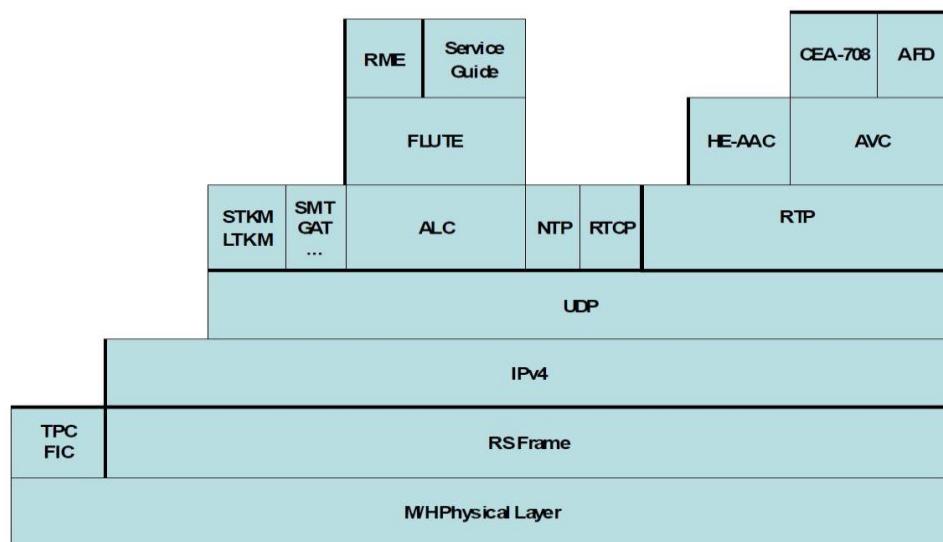 RME
Service
Guide
CEA-708
AFD
FLUTE
HE-AAC
AVC
STKM
LTKM
SMT
GAT
...
ALC
NTP
RTCP
RTP
UDP
IPv4
TPC
FIC
RS Frame
M/H Physical Layer